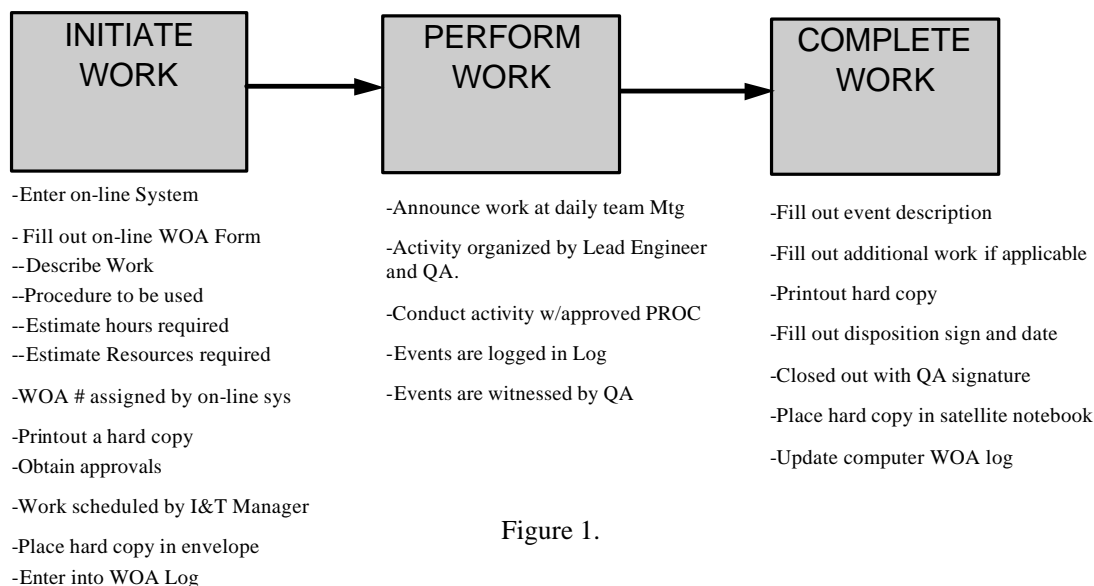 INITIATE
WORK
-Enter on-line System
- Fill out on-line WOA Form
--Describe Work
--Procedure to be used
--Estimate hours required
--Estimate Resources required
-WOA # assigned by on-line sys
-Printout a hard copy
-Obtain approvals
-Work scheduled by I&T Manager
-Place hard copy in envelope
-Enter into WOA Log
PERFORM
WORK
-Announce work at daily team Mtg
-Activity organized by Lead Engineer
and QA.
-Conduct activity w/approved PROC
-Events are logged in Log
-Events are witnessed by QA
COMPLETE
WORK
-Fill out event description
-Fill out additional work if applicable
-Printout hard copy
-Fill out disposition sign and date
-Closed out with QA signature
-Place hard copy in satellite notebook
-Update computer WOA log
Figure 1.